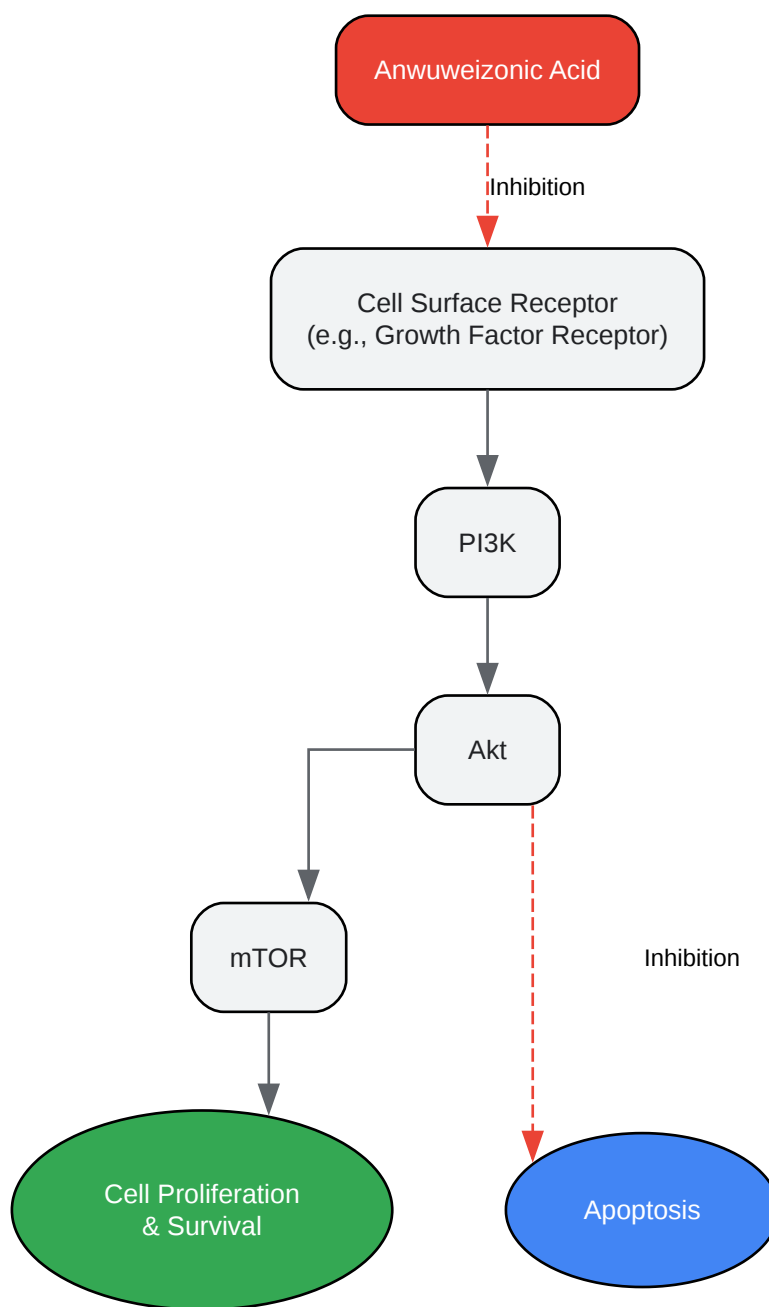 Anwuweizonic Acid
Inhibition
Cell Surface Receptor
(e.g., Growth Factor Receptor)
PI3K
Akt
mTOR
Inhibition
Cell Proliferation
& Survival
Apoptosis